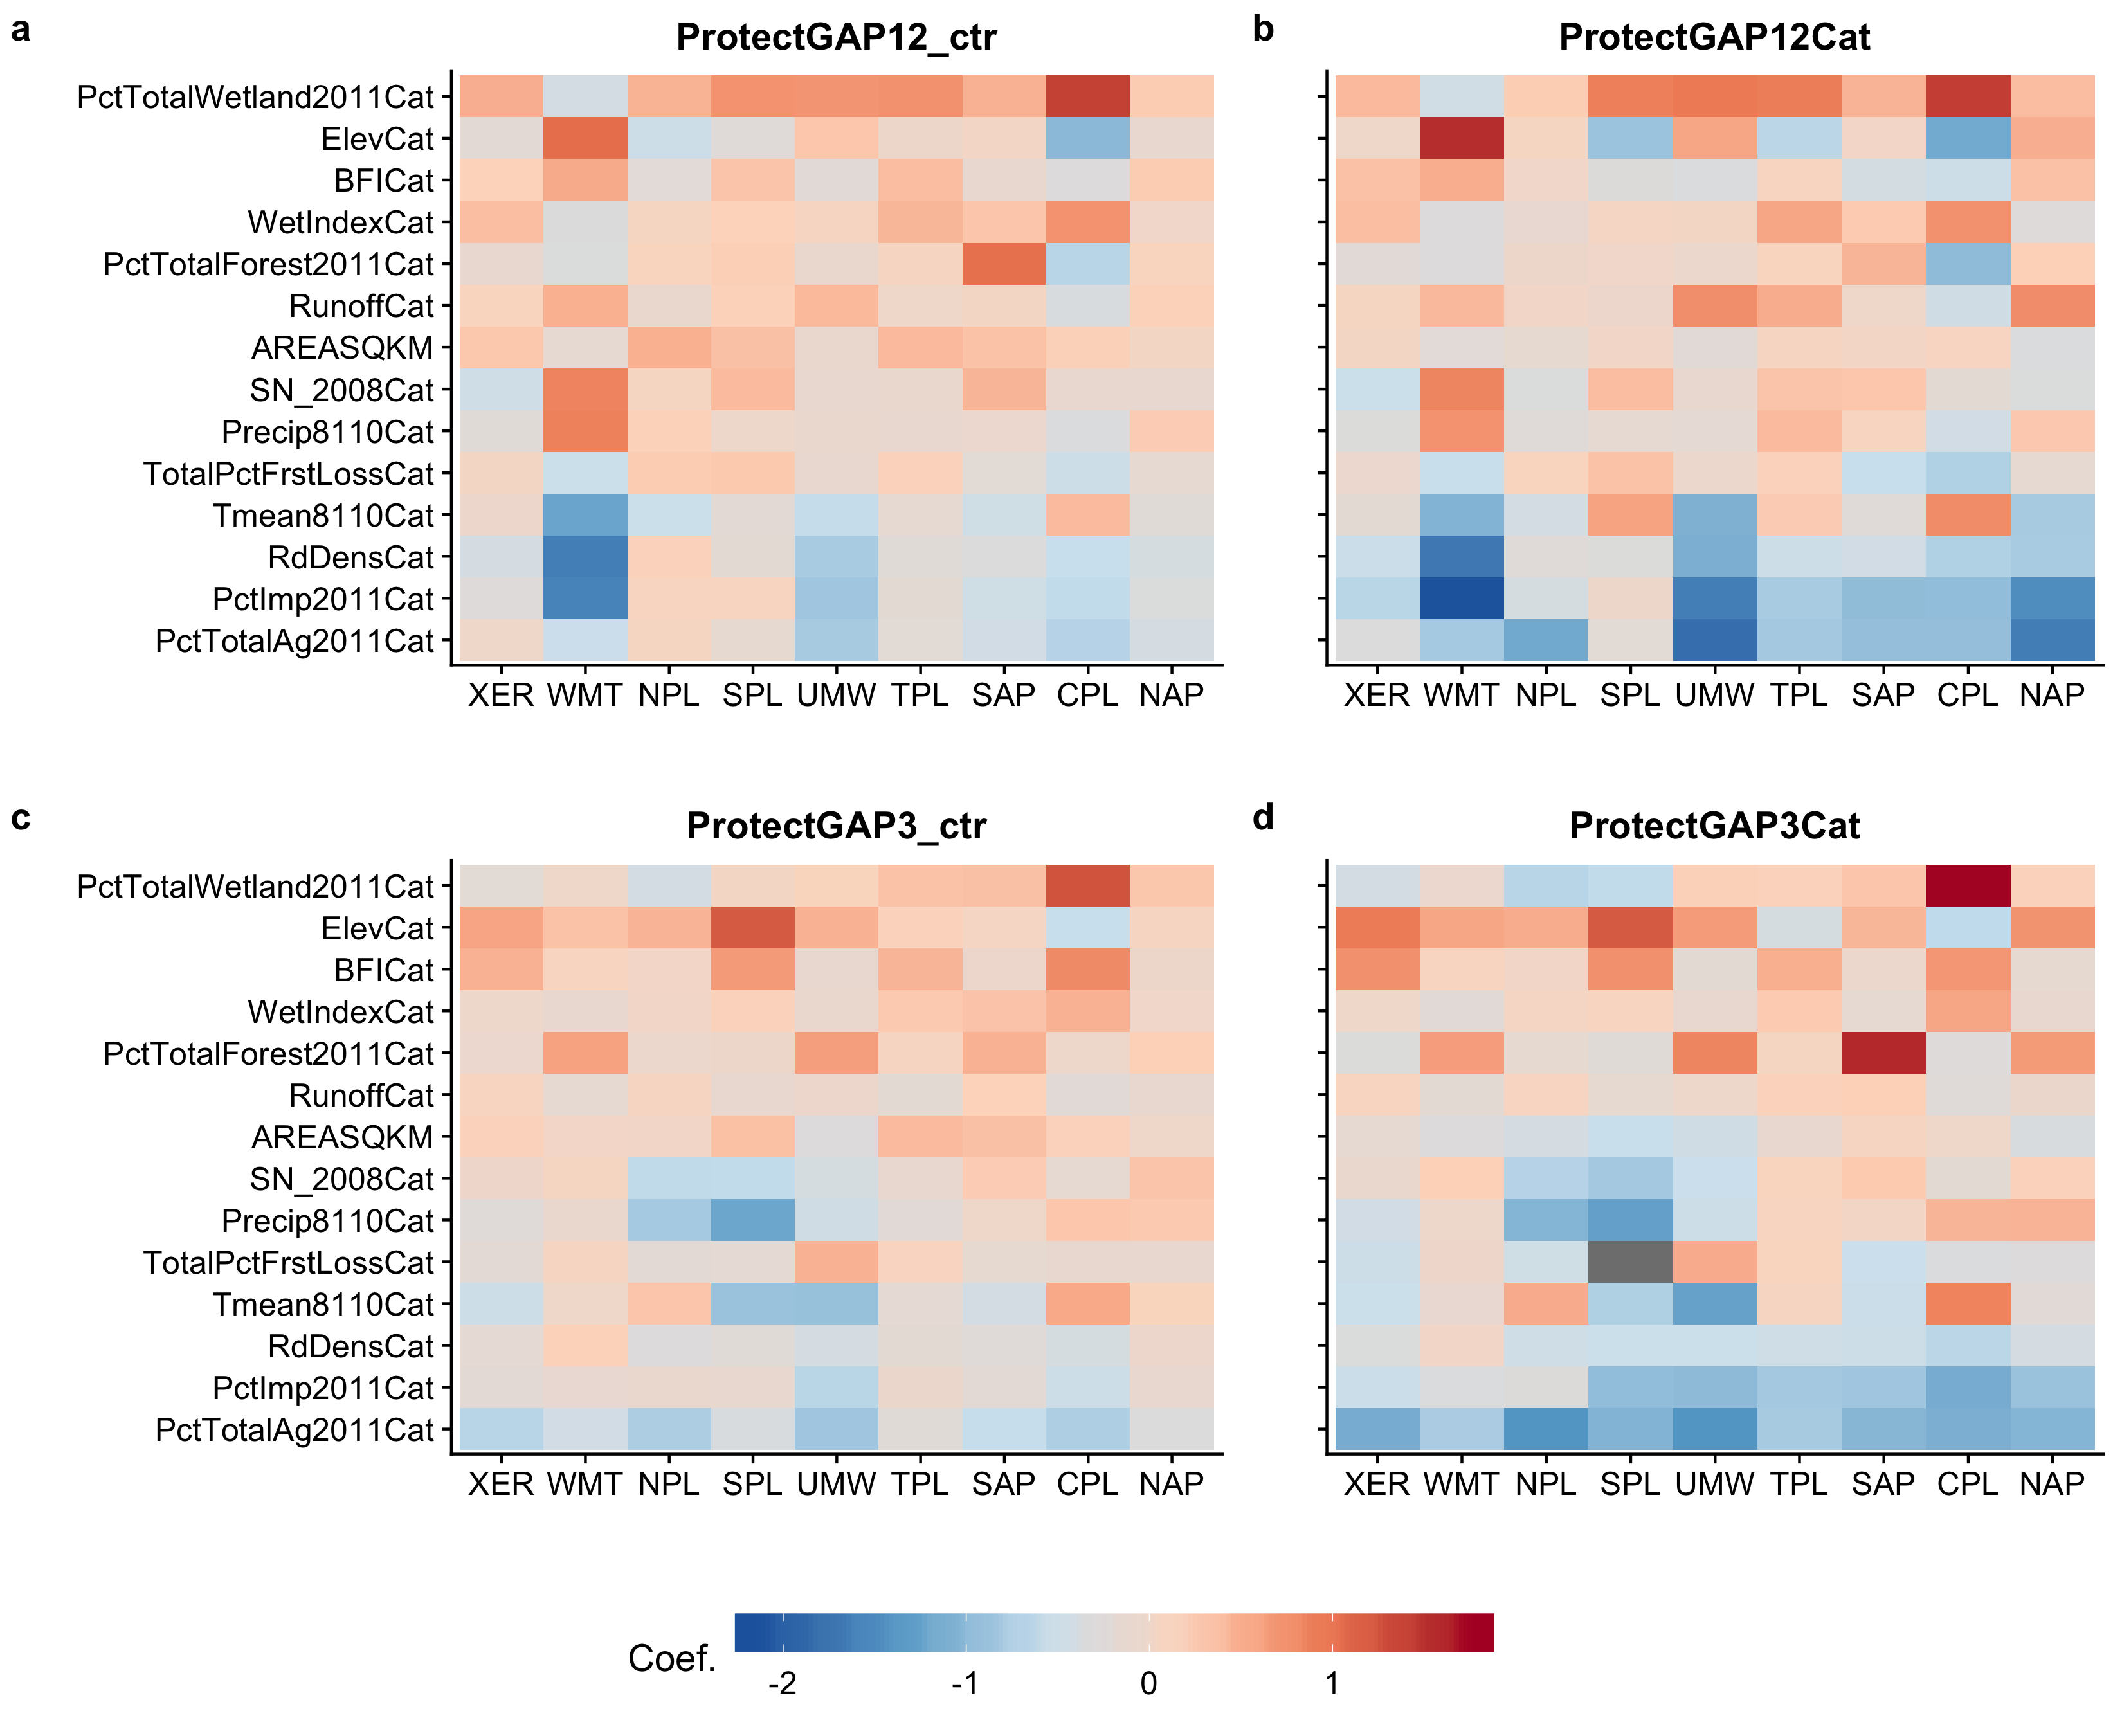 a
ProtectGAP12_ctr
PctTotalWetland2011Cat
ElevCat
BFICat
WetIndexCat
PctTotalForest2011Cat
RunoffCat
AREASQKM
SN_2008Cat
Precip8110Cat
TotalPctFrstLossCat
Tmean8110Cat
RdDensCat
PctImp2011Cat
PctTotalAg2011Cat
XER WMT NPL SPL UMW TPL SAP CPL NAP
b
ProtectGAP12Cat
XER WMT NPL SPL UMW TPL SAP CPL NAP
c
ProtectGAP3_ctr
PctTotalWetland2011Cat
ElevCat
BFICat
WetIndexCat
PctTotalForest2011Cat
RunoffCat
AREASQKM
SN_2008Cat
Precip8110Cat
TotalPctFrstLossCat
Tmean8110Cat
RdDensCat
PctImp2011Cat
PctTotalAg2011Cat
XER WMT NPL SPL UMW TPL SAP CPL NAP
d
ProtectGAP3Cat
XER WMT NPL SPL UMW TPL SAP CPL NAP
Coef.
-2 -1 0 1